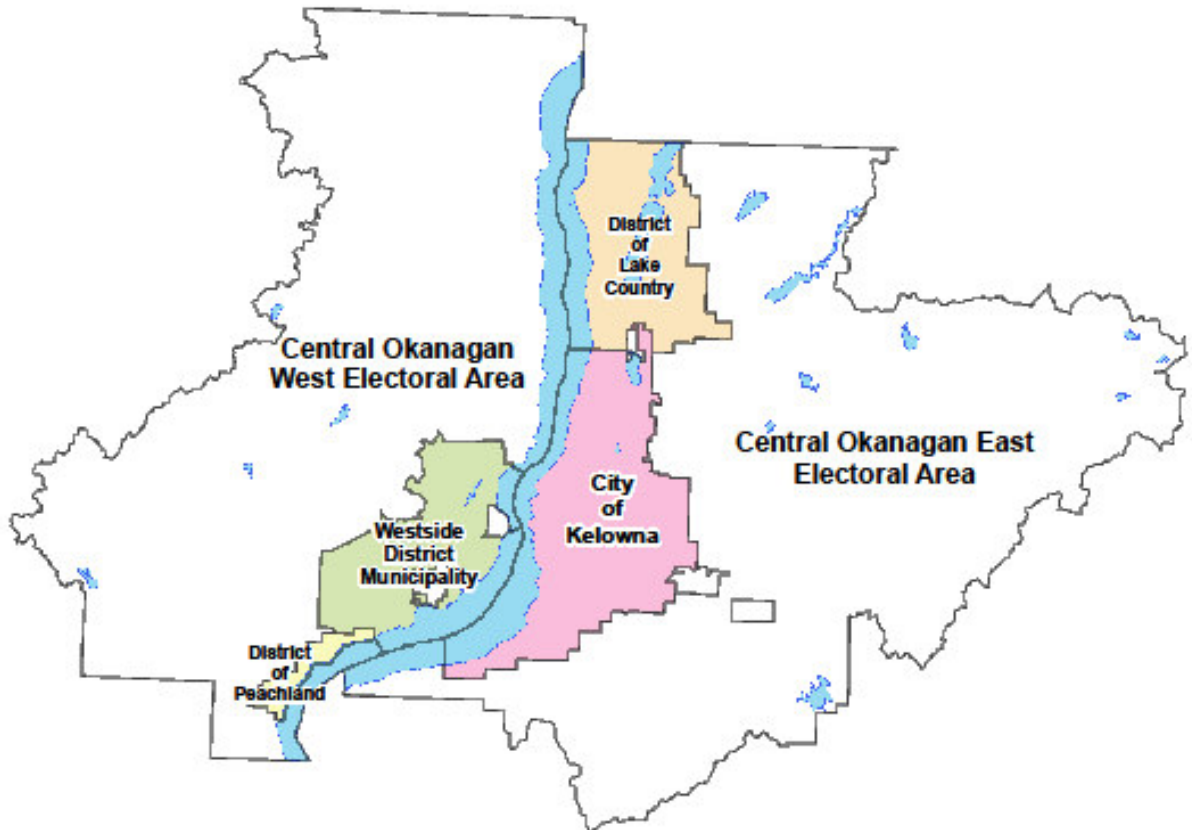 District
of
Lake
Country
Central Okanagan
West Electoral Area
Central Okanagan East
Electoral Area
City
of
Kelowna
Westside
District
Municipality
District
of
Peachland